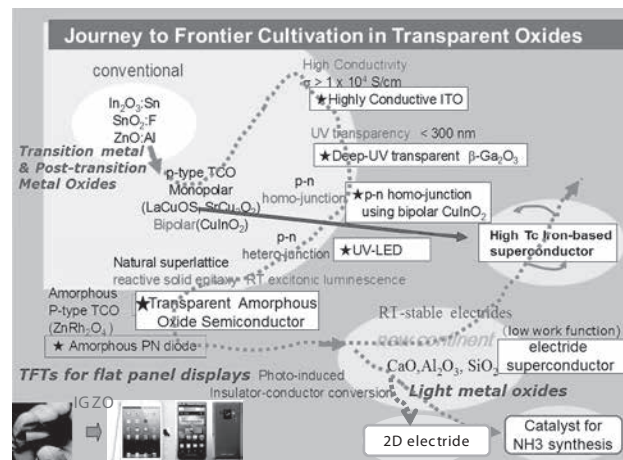 Journey to Frontier Cultivation in Transparent Oxides
conventional
In₂O₃:Sn
SnO₂:F
ZnO:Al
Transition metal
& Post-transition
Metal Oxides
High Conductivity
σ > 1 x 10⁴ S/cm
★Highly Conductive ITO
UV transparency < 300 nm
★Deep-UV transparent β-Ga₂O₃
p-type TCO
Monopolar
(LaCuOS, SrCu₂O₂)
Bipolar(CuInO₂)
p-n
homo-junction
★p-n homo-junction
using bipolar CuInO₂
p-n
hetero-junction
★UV-LED
High Tc Iron-based
superconductor
Natural superlattice
reactive solid epitaxy RT excitonic luminescence
Amorphous
P-type TCO
(ZnRh₂O₄)
★Transparent Amorphous
Oxide Semiconductor
★ Amorphous PN diode
RT-stable electrides
new continent
(low work function)
CaO,Al₂O₃, SiO₂
electride
superconductor
TFTs for flat panel displays
Photo-induced
Insulator-conductor conversion
Light metal oxides
IGZO
2D electride
Catalyst for
NH3 synthesis